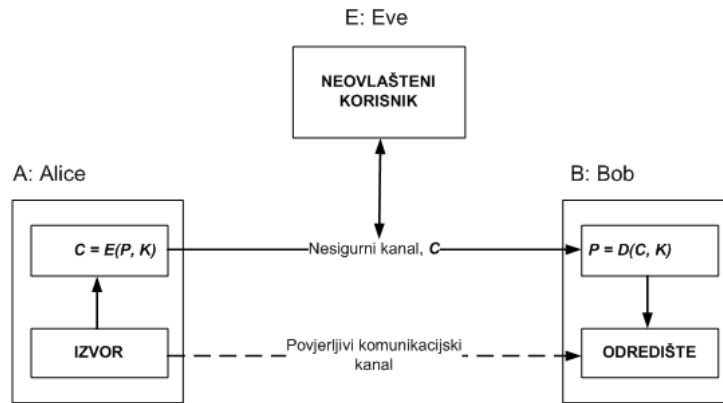 E: Eve
NEOVLAŠTENI
KORISNIK
A: Alice
B: Bob
C = E(P, K)
Nesigurni kanal, C
P = D(C, K)
IZVOR
Povjerljivi komunikacijski
kanal
ODREDIŠTE